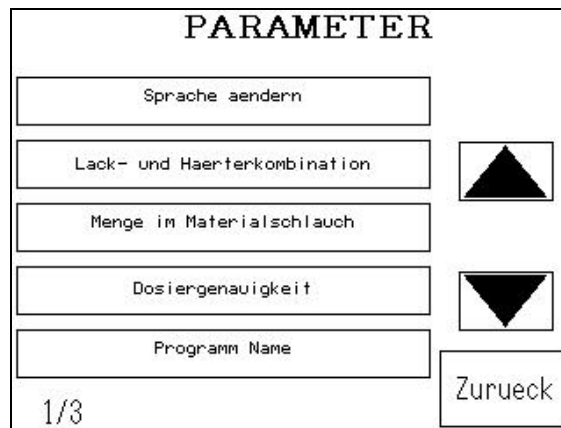 PARAMETER
Sprache aendern
Lack- und Haerterkombination
Menge im Materialschlauch
Dosiergenauigkeit
Programm Name
1/3
Zurueck